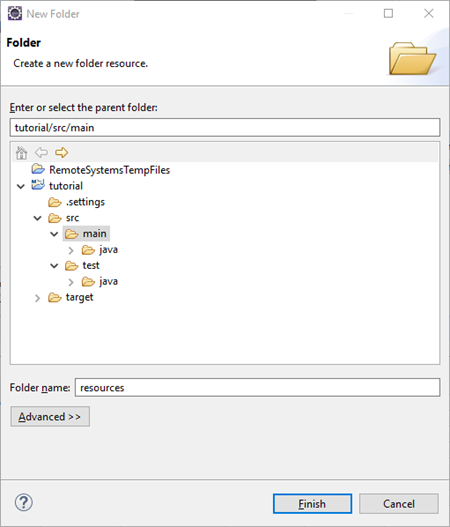 New Folder
Folder
Create a new folder resource.
Enter or select the parent folder:
tutorial/src/main
RemoteSystemsTempFiles
tutorial
.settings
src
main
java
test
java
target
Folder name: resources
Advanced >>
?
Finish Cancel